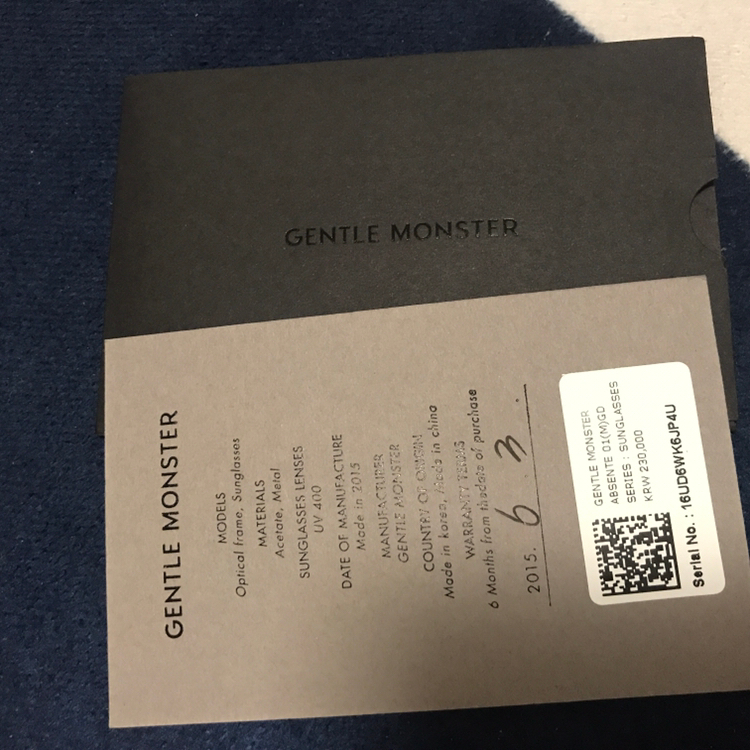 GENTLE MONSTER
GENTLE MONSTER
MODELS
Optical frame, Sunglasses
MATERIALS
Acetate, Metal
SUNGLASSES LENSES
UV 400
DATE OF MANUFACTURE
Made in 2015
MANUFACTURER
GENTLE MONSTER
COUNTRY OF ORIGIN
Made in korea, Made in china
WARRANTY TERMS
6 Months from thedate of purchase
2015. 6 3 .
GENTLE MONSTER
ABSENTE 01(M)GD
SERIES : SUNGLASSES
KRW 230,000
Serial No. : 16UD6WK6JP4U